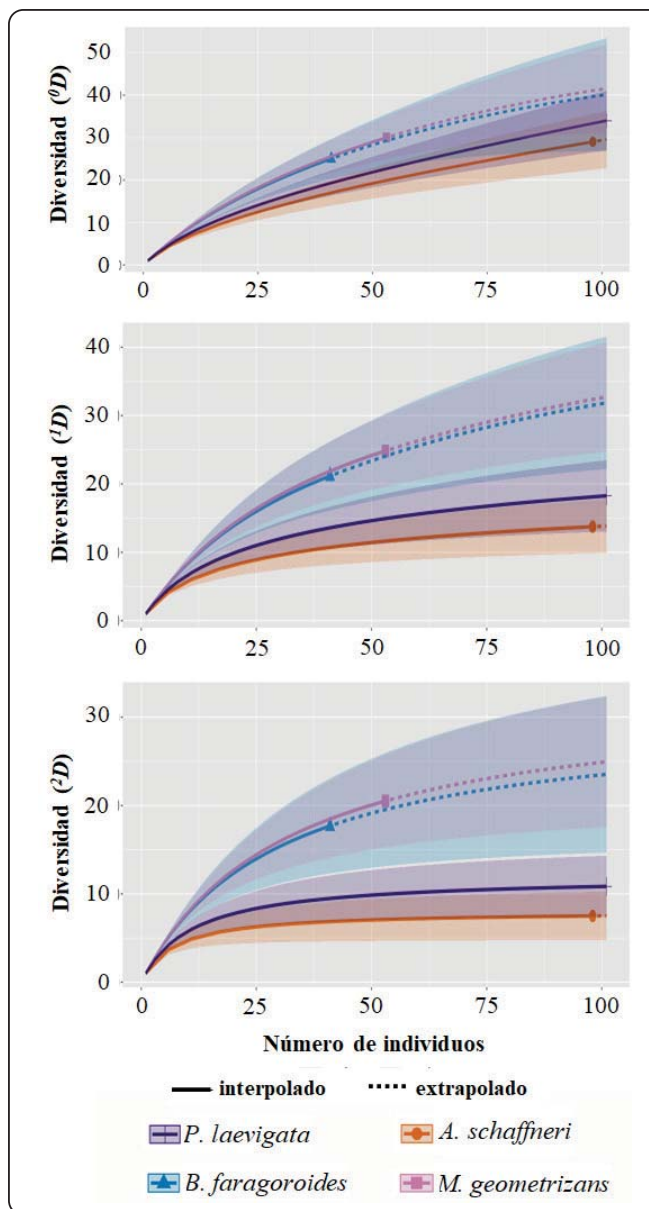 50
40
30
20
10
0
Diversidad (⁰D)
0 25 50 75 100
40
30
20
10
0
Diversidad (¹D)
0 25 50 75 100
30
20
10
0
Diversidad (²D)
0 25 50 75 100
Número de individuos
interpolado extrapolado
P. laevigata A. schaffneri
B. faragoroides M. geometrizans